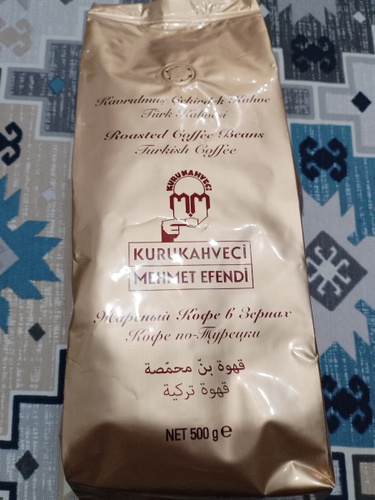 Kavrulmuş Çekirdek Kahve
Türk Kahvesi
Roasted Coffee Beans
Turkish Coffee
KURUKAHVECİ
MM
KURUKAHVECİ
MEHMET EFENDİ
Жареный Кофе в Зернах
Кофе по-Турецки
قهوة بنّ محمّصة
قهوة تركية
NET 500 g ℮